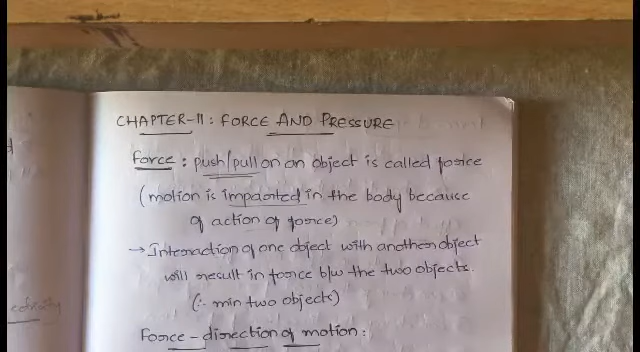 CHAPTER-11: FORCE AND PRESSURE
Force: push/pull on an object is called force
(motion is imparted in the body because
of action of force)
→ Interaction of one object with another object
will result in force b/w the two objects.
(∴ min two objects)
Force - direction of motion: